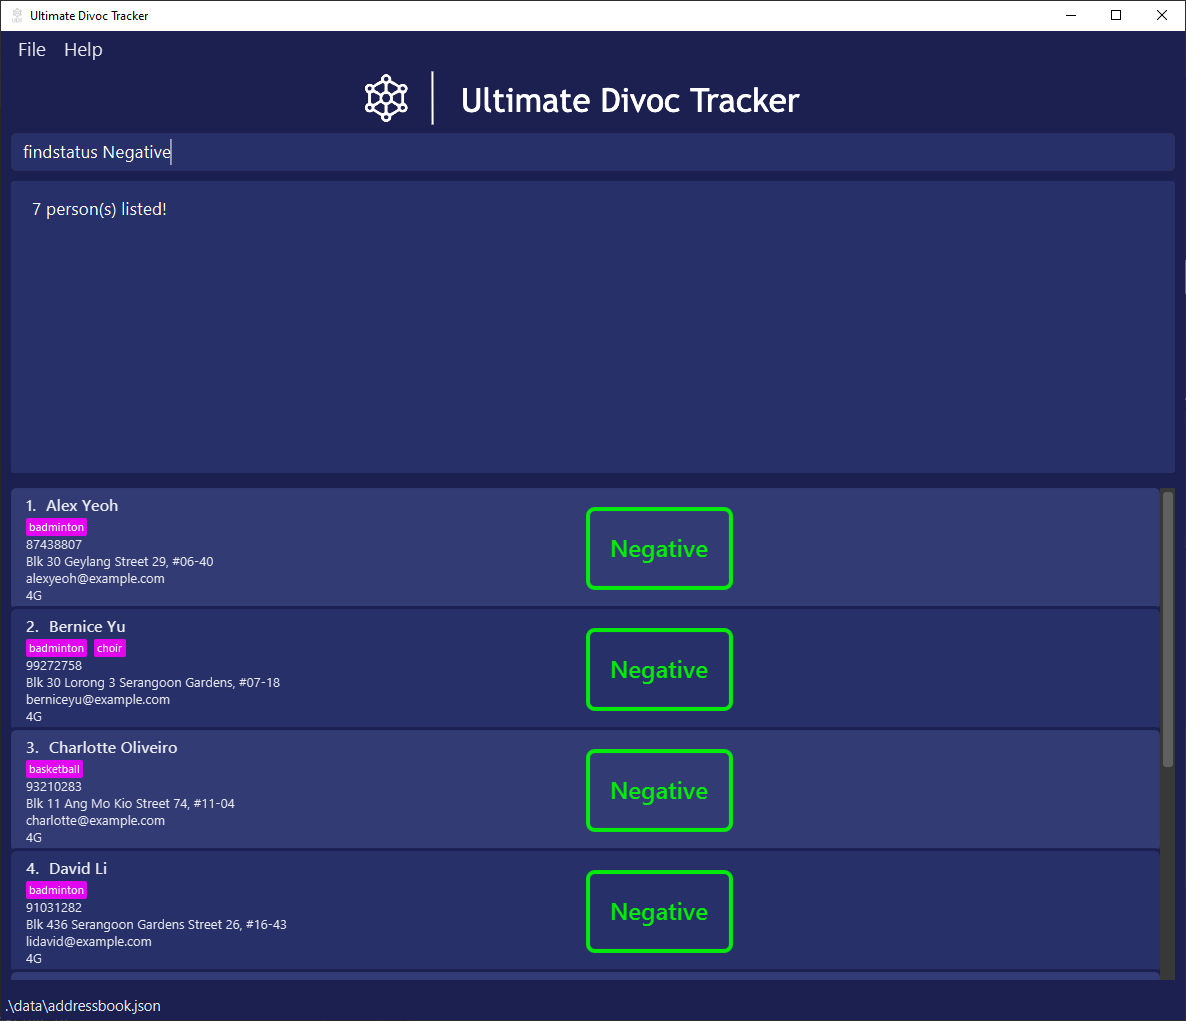 Ultimate Divoc Tracker
File Help
Ultimate Divoc Tracker
findstatus Negative
7 person(s) listed!
1. Alex Yeoh
badminton
87438807
Blk 30 Geylang Street 29, #06-40
alexyeoh@example.com
4G
Negative
2. Bernice Yu
badminton choir
99272758
Blk 30 Lorong 3 Serangoon Gardens, #07-18
berniceyu@example.com
4G
Negative
3. Charlotte Oliveiro
basketball
93210283
Blk 11 Ang Mo Kio Street 74, #11-04
charlotte@example.com
4G
Negative
4. David Li
badminton
91031282
Blk 436 Serangoon Gardens Street 26, #16-43
lidavid@example.com
4G
Negative
.\data\addressbook.json